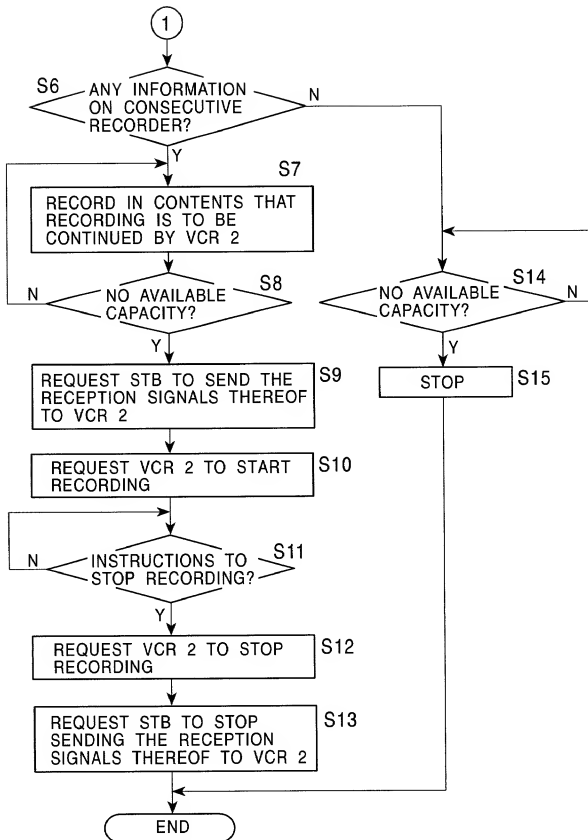 1
S6
ANY INFORMATION
ON CONSECUTIVE
RECORDER?
N
Y
S7
RECORD IN CONTENTS THAT
RECORDING IS TO BE
CONTINUED BY VCR 2
S8
N
NO AVAILABLE
CAPACITY?
Y
S14
NO AVAILABLE
CAPACITY?
N
Y
S9
REQUEST STB TO SEND THE
RECEPTION SIGNALS THEREOF
TO VCR 2
STOP
S15
REQUEST VCR 2 TO START
RECORDING
S10
S11
N
INSTRUCTIONS TO
STOP RECORDING?
Y
REQUEST VCR 2 TO STOP
RECORDING
S12
REQUEST STB TO STOP
SENDING THE RECEPTION
SIGNALS THEREOF TO VCR 2
S13
END